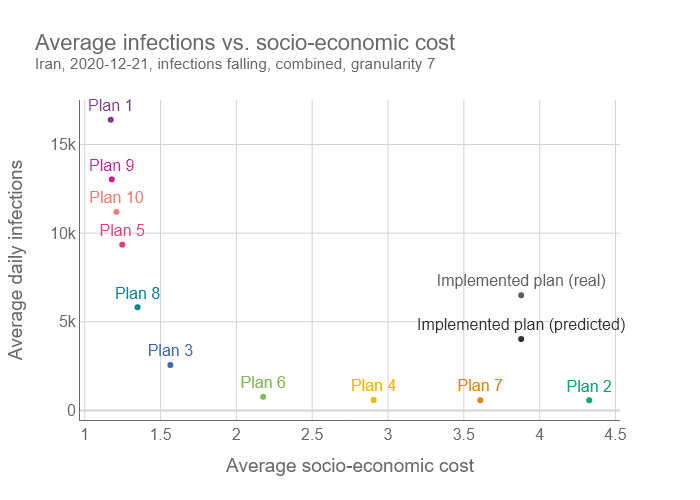 Average infections vs. socio-economic cost
Iran, 2020-12-21, infections falling, combined, granularity 7
Plan 1
15k
Plan 9
Plan 10
Plan 5
10k
Plan 8
Implemented plan (real)
5k
Implemented plan (predicted)
Plan 3
Plan 6
Plan 4
Plan 7
Plan 2
0
1
1.5
2
2.5
3
3.5
4
4.5
Average socio-economic cost
Average daily infections